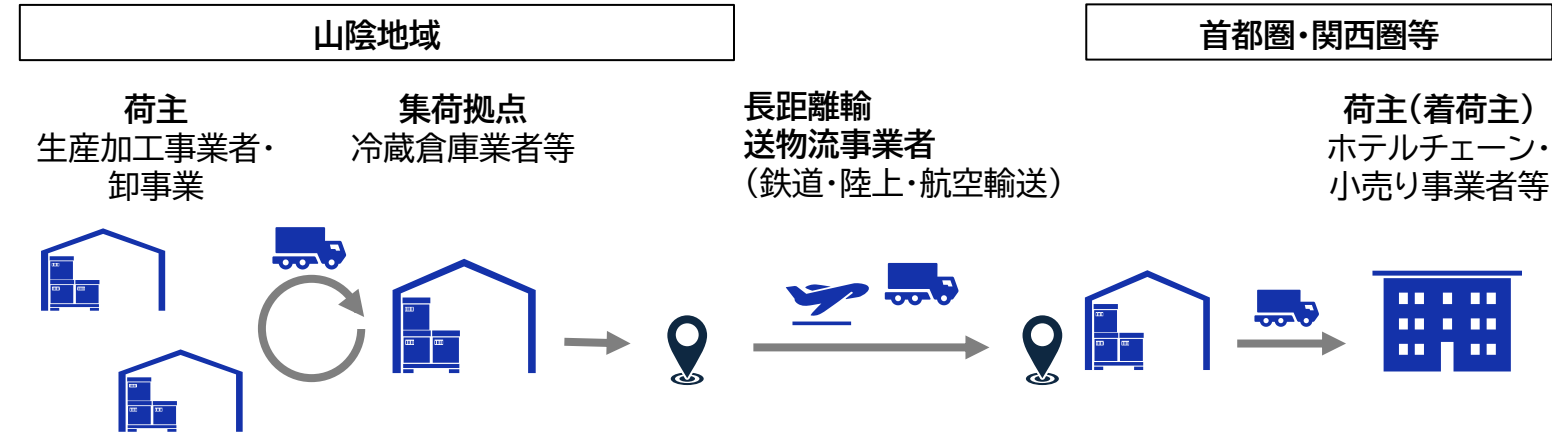 山陰地域
首都圏・関西圏等
荷主
生産加工事業者・
卸事業
集荷拠点
冷蔵倉庫業者等
長距離輸
送物流事業者
（鉄道・陸上・航空輸送）
荷主（着荷主）
ホテルチェーン・
小売り事業者等